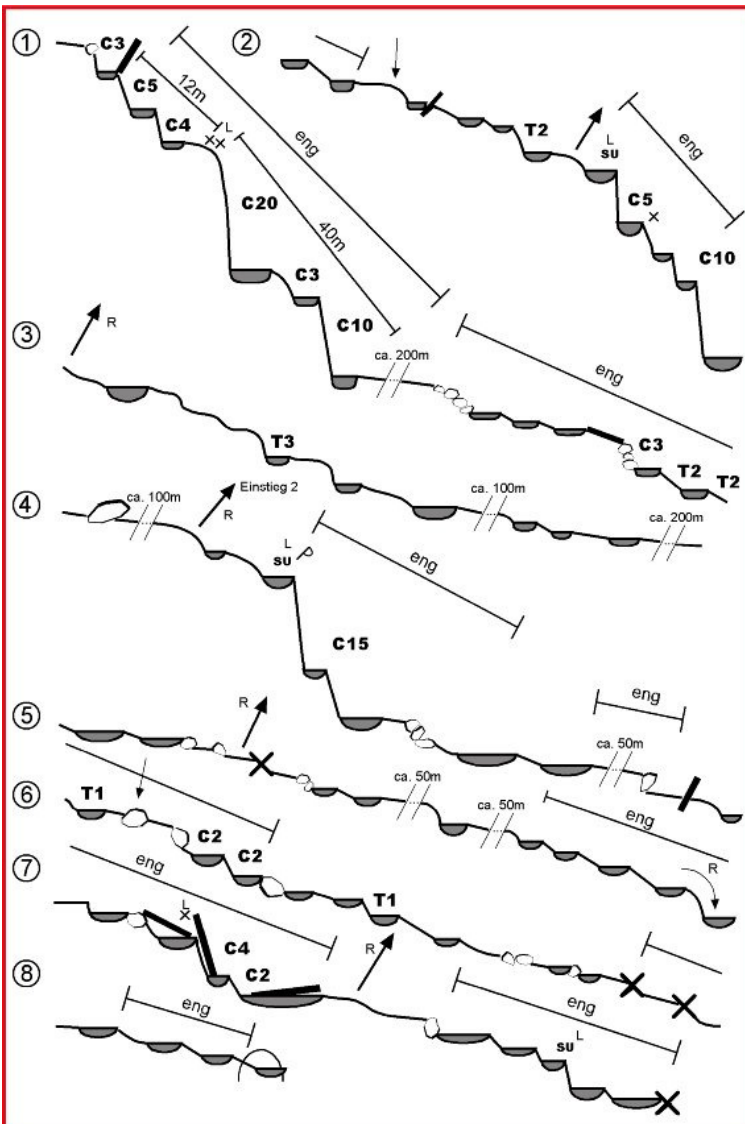 ①
C3
C5
12m
C4
L
eng
C20
40m
C3
C10
ca. 200m
eng
C3
T2
T2
②
T2
L
SU
eng
C5
C10
③
R
T3
ca. 100m
ca. 200m
④
ca. 100m
Einstieg 2
R
L
SU
P
eng
C15
eng
ca. 50m
⑤
R
ca. 50m
ca. 50m
eng
R
⑥
T1
C2
C2
eng
T1
⑦
L
C4
C2
R
eng
SU
L
⑧
eng